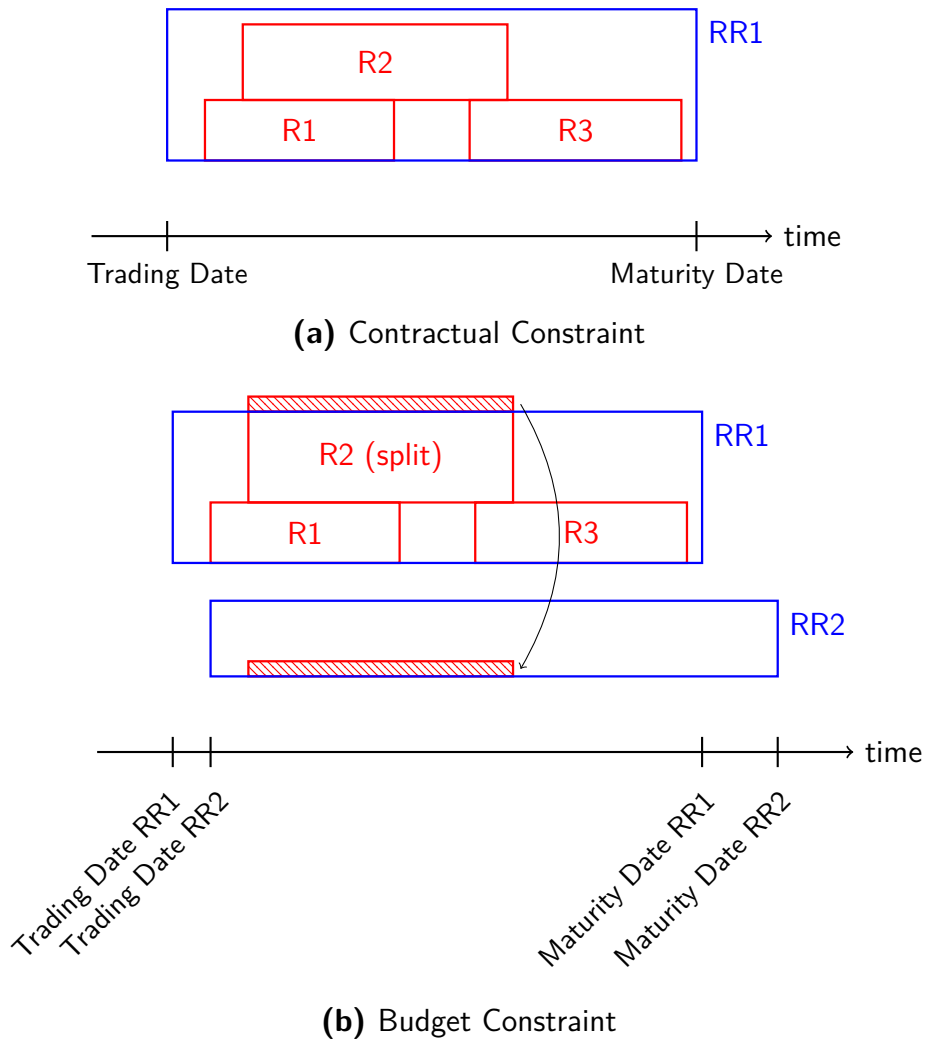 RR1
R2
R1
R3
time
Trading Date
Maturity Date
(a) Contractual Constraint
RR1
R2 (split)
R1
R3
RR2
time
Trading Date RR1
Trading Date RR2
Maturity Date RR1
Maturity Date RR2
(b) Budget Constraint